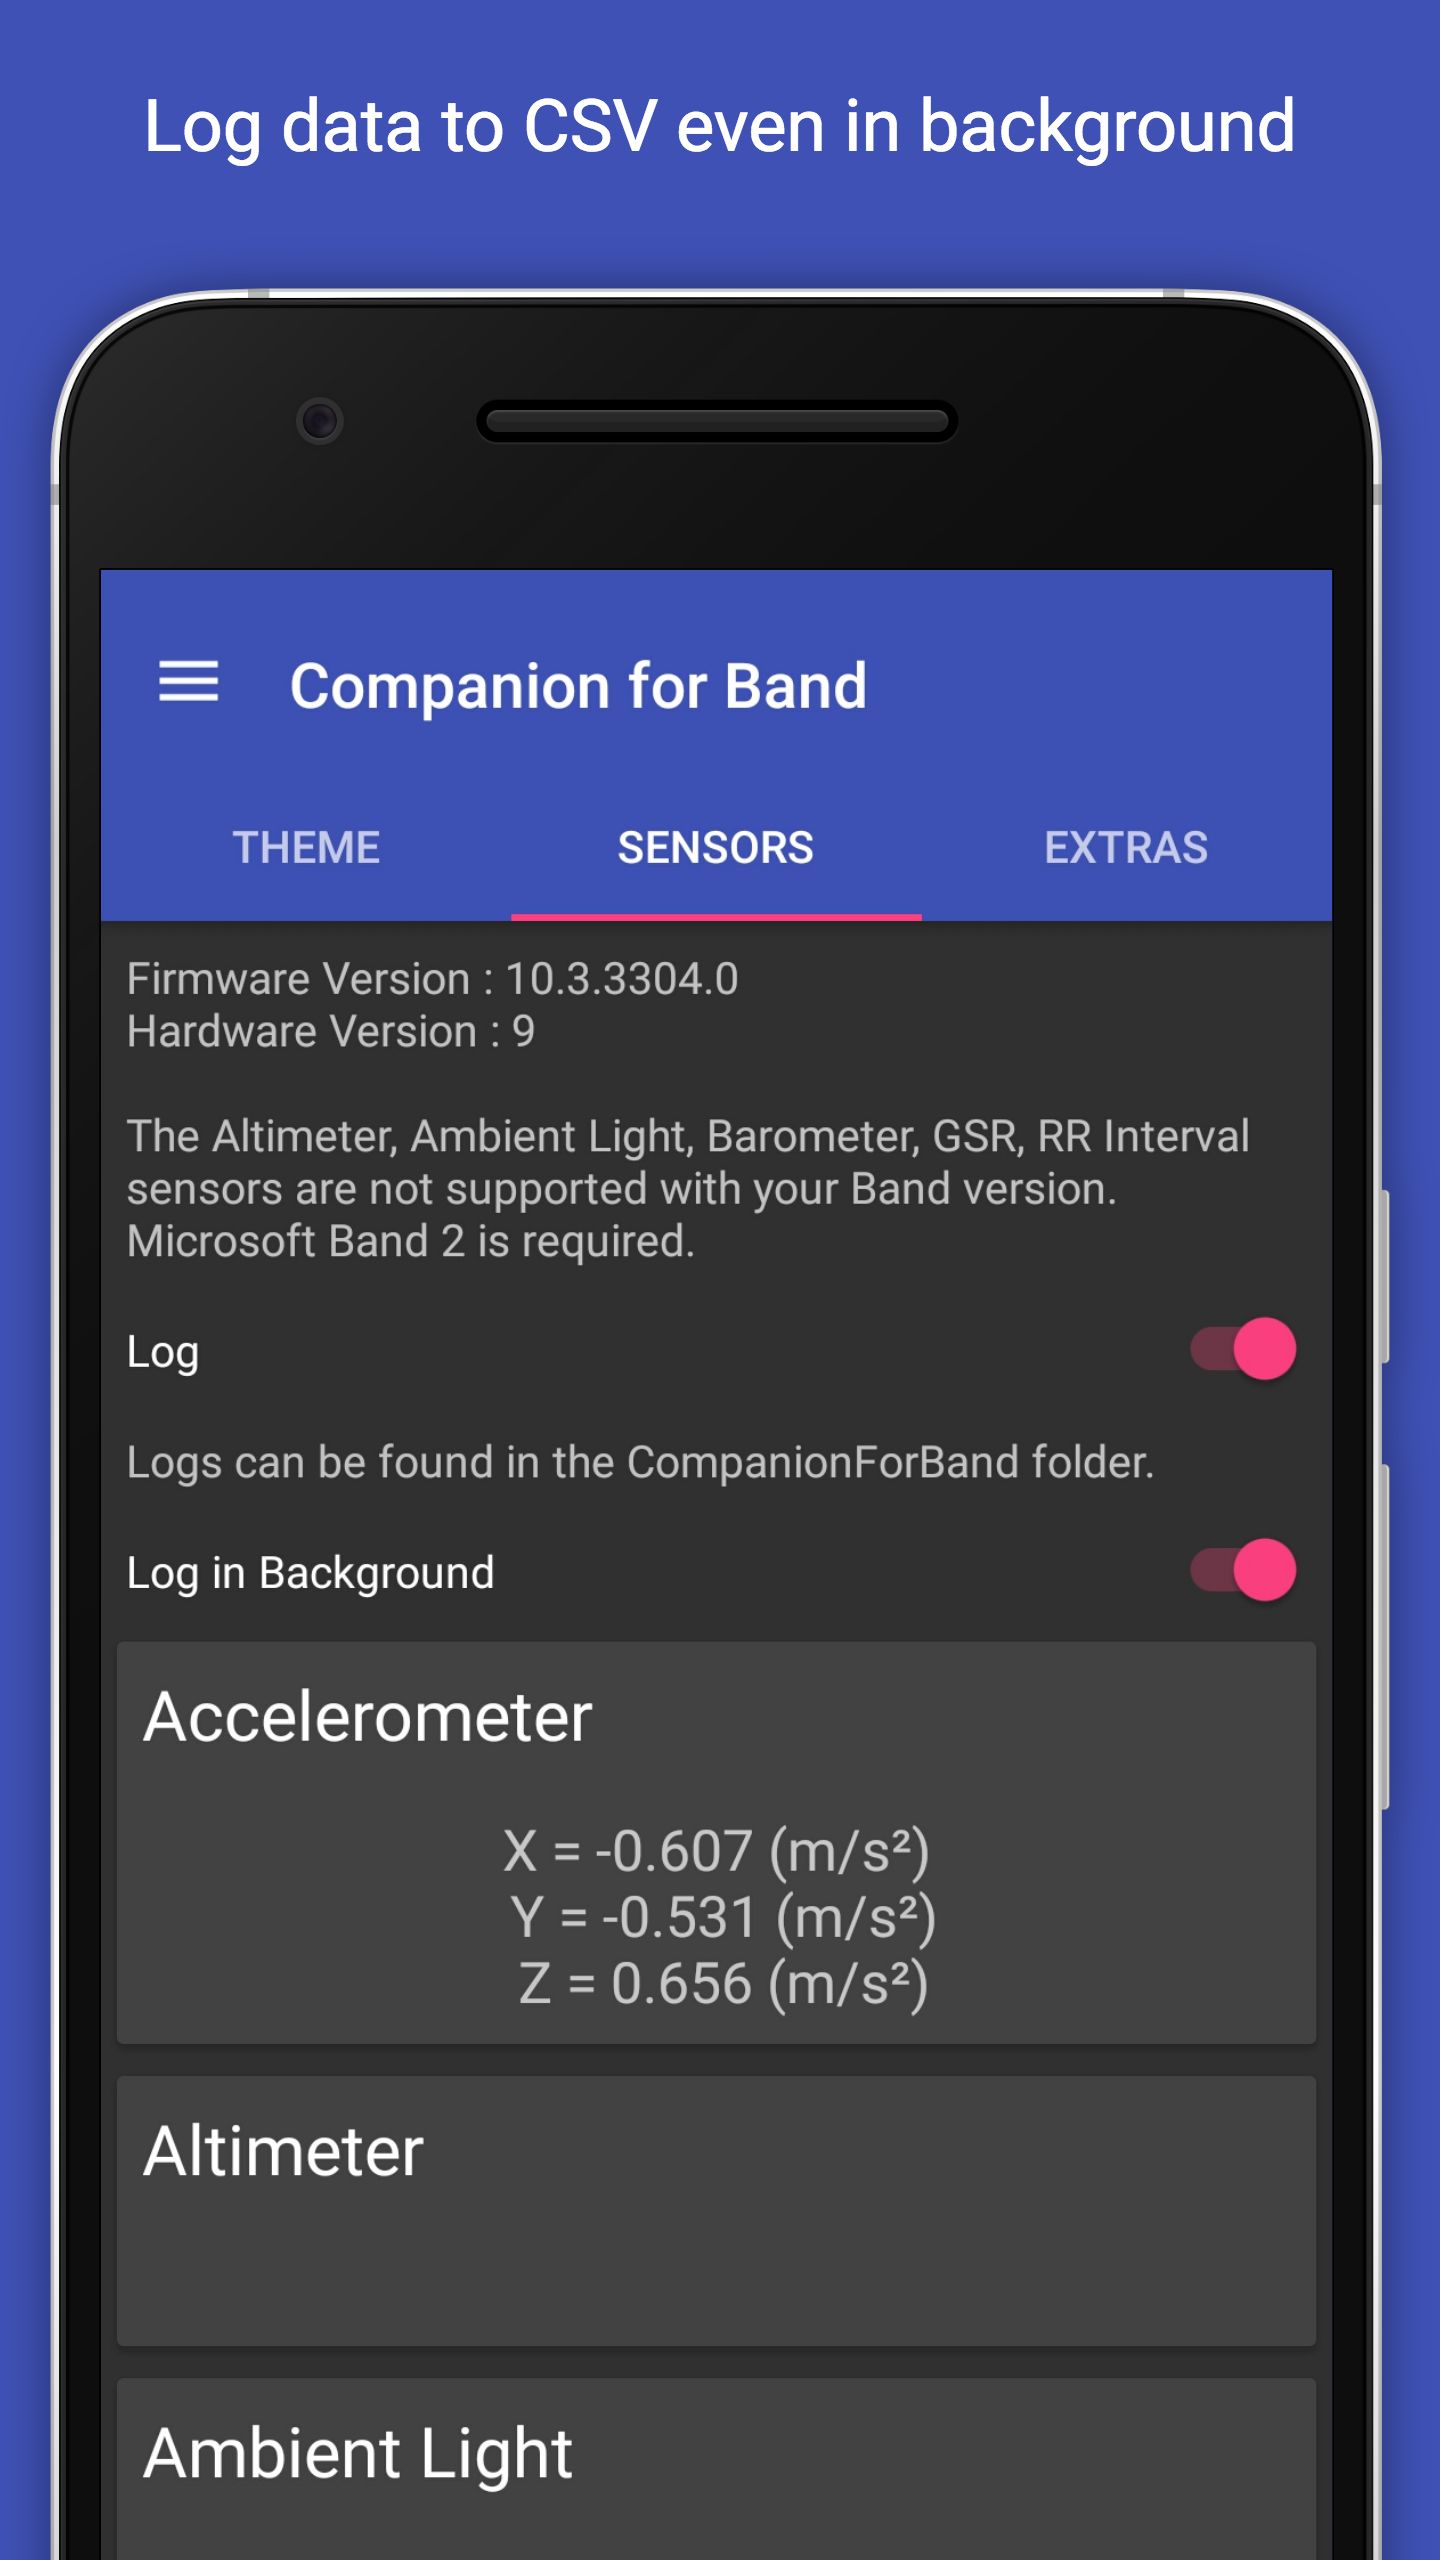 Log data to CSV even in background
Companion for Band
THEME
SENSORS
EXTRAS
Firmware Version : 10.3.3304.0
Hardware Version : 9
The Altimeter, Ambient Light, Barometer, GSR, RR Interval
sensors are not supported with your Band version.
Microsoft Band 2 is required.
Log
Logs can be found in the CompanionForBand folder.
Log in Background
Accelerometer
X = -0.607 (m/s²)
Y = -0.531 (m/s²)
Z = 0.656 (m/s²)
Altimeter
Ambient Light